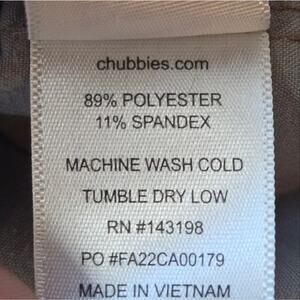 chubbies.com
89% POLYESTER
11% SPANDEX
MACHINE WASH COLD
TUMBLE DRY LOW
RN #143198
PO #FA22CA00179
MADE IN VIETNAM